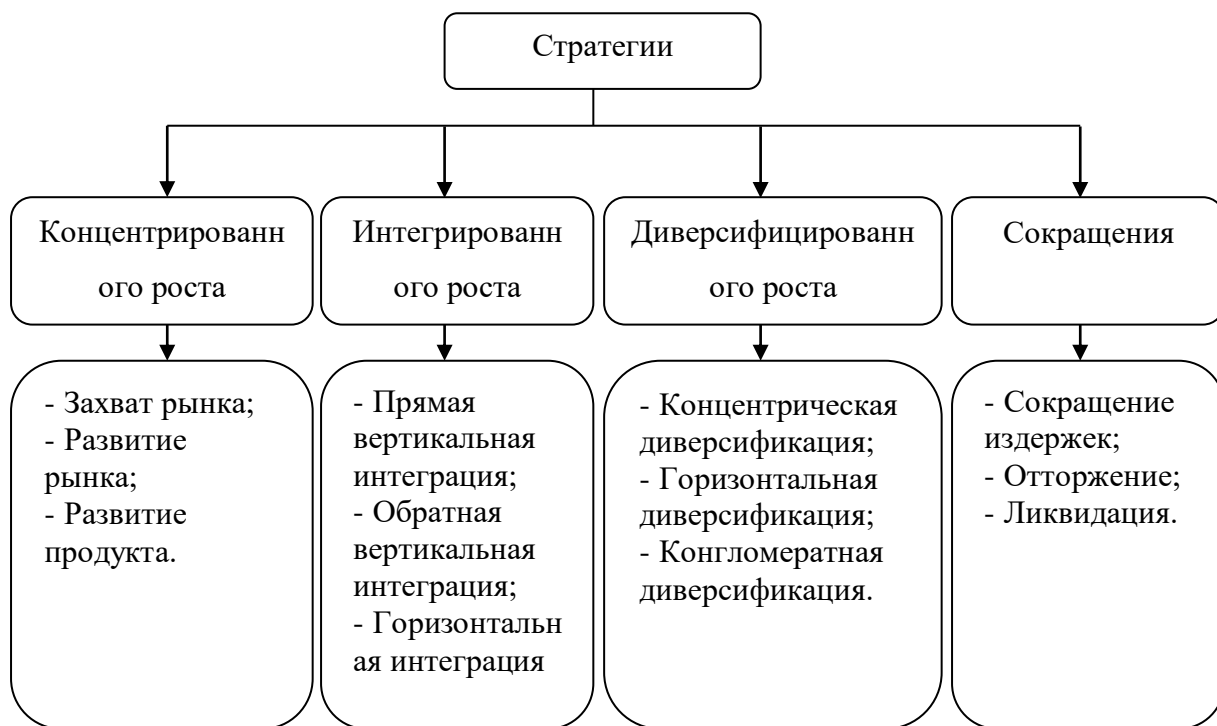 Стратегии
Концентрированн
ого роста
Интегрированн
ого роста
Диверсифицированн
ого роста
Сокращения
- Захват рынка;
- Развитие
рынка;
- Развитие
продукта.
- Прямая
вертикальная
интеграция;
- Обратная
вертикальная
интеграция;
- Горизонтальн
ая интеграция
- Концентрическая
диверсификация;
- Горизонтальная
диверсификация;
- Конгломератная
диверсификация.
- Сокращение
издержек;
- Отторжение;
- Ликвидация.